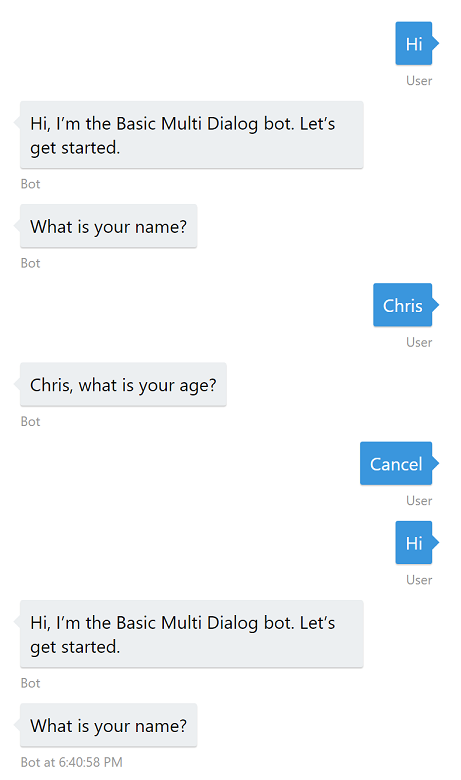 Hi
User
Hi, I’m the Basic Multi Dialog bot. Let’s
get started.
Bot
What is your name?
Bot
Chris
User
Chris, what is your age?
Bot
Cancel
User
Hi
User
Hi, I’m the Basic Multi Dialog bot. Let’s
get started.
Bot
What is your name?
Bot at 6:40:58 PM